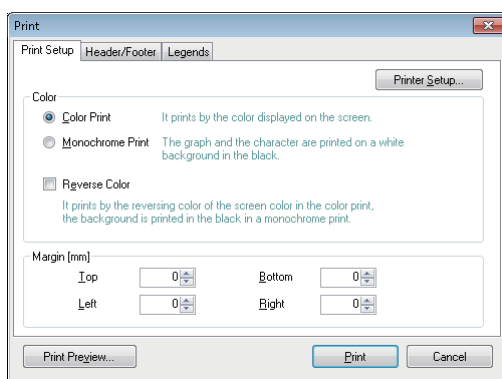 Print
Print Setup Header/Footer Legends
Printer Setup...
Color
Color Print It prints by the color displayed on the screen.
Monochrome Print The graph and the character are printed on a white
background in the black.
Reverse Color
It prints by the reversing color of the screen color in the color print,
the background is printed in the black in a monochrome print.
Margin [mm]
Top 0 Bottom 0
Left 0 Right 0
Print Preview... Print Cancel